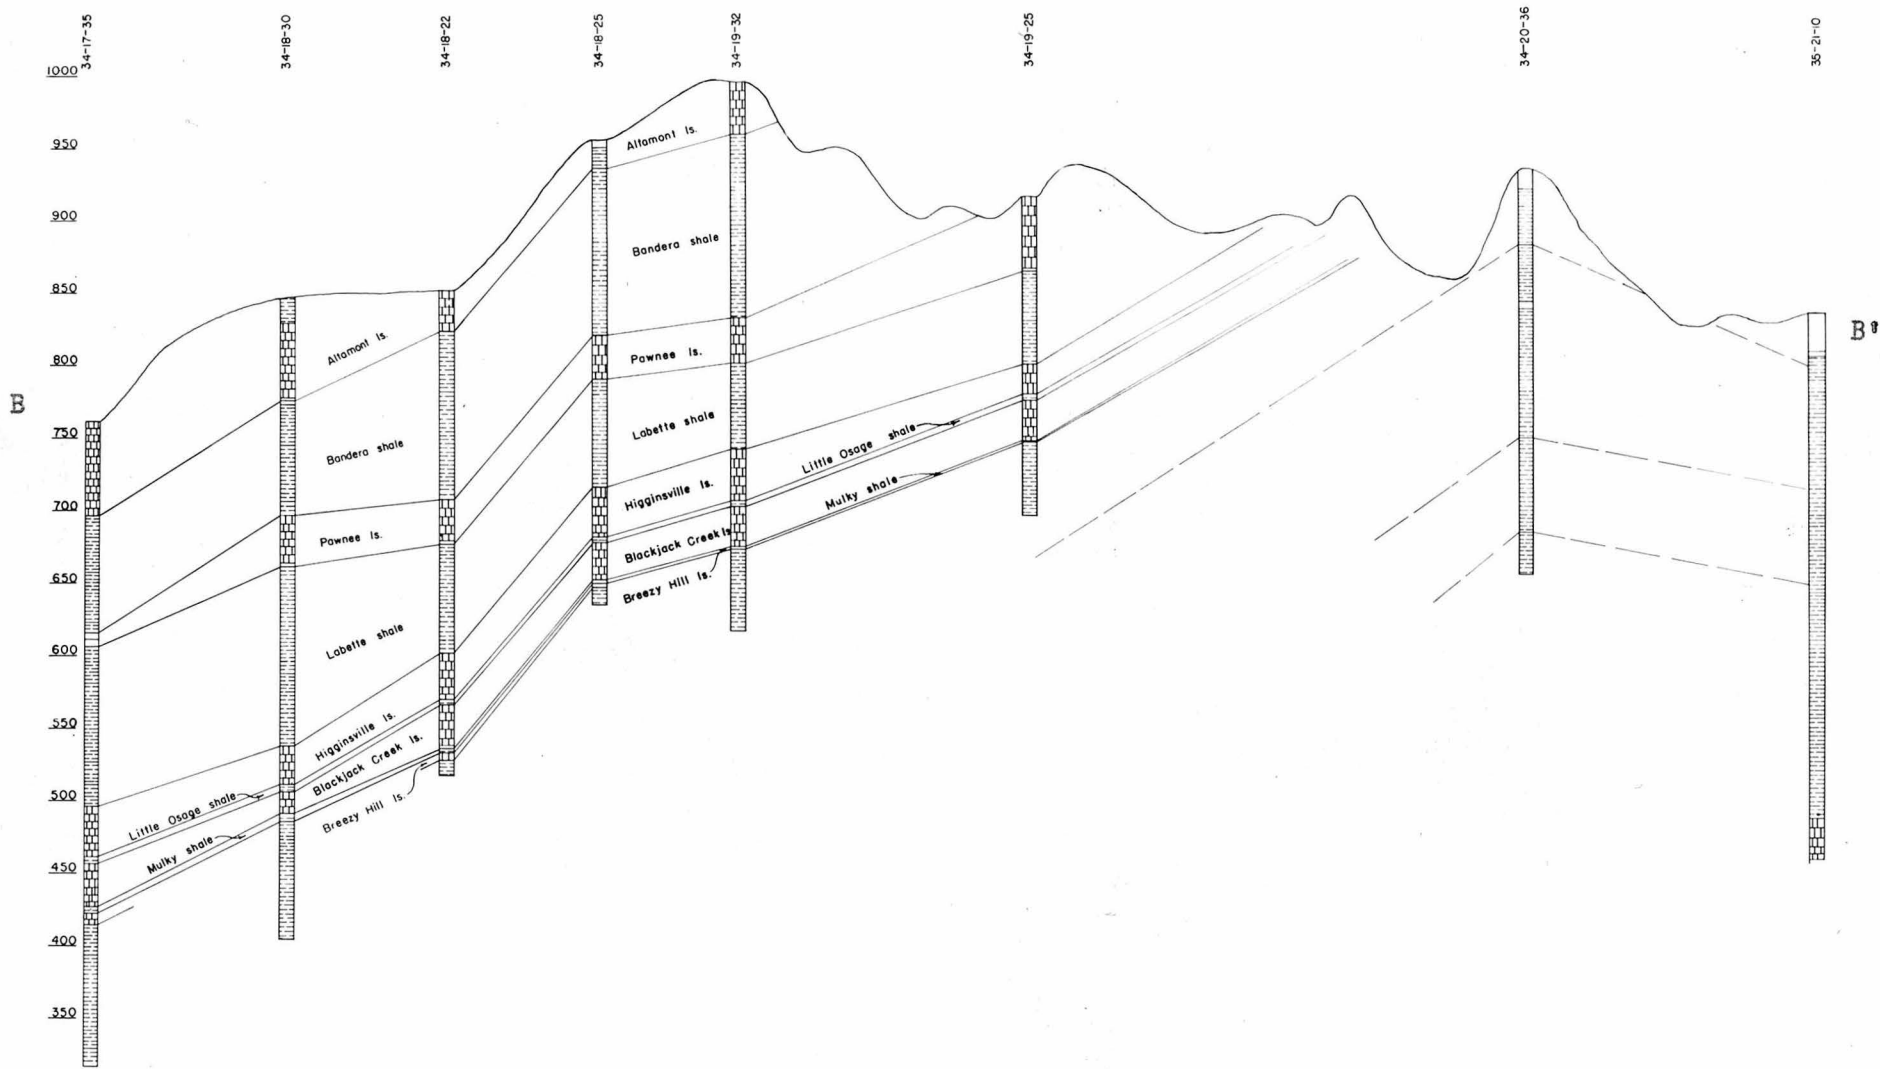 34-17-35
34-18-30
34-18-22
34-18-25
34-19-32
34-19-25
34-20-36
35-21-10
1000
950
900
850
800
750
700
650
600
550
500
450
400
350
B
B'
Altamont ls.
Bandera shale
Pawnee ls.
Labette shale
Higginsville ls.
Little Osage shale
Blackjack Creek ls.
Mulky shale
Breezy Hill ls.
Altamont ls.
Bandera shale
Pawnee ls.
Labette shale
Higginsville ls.
Little Osage shale
Blackjack Creek ls
Mulky shale
Breezy Hill ls.